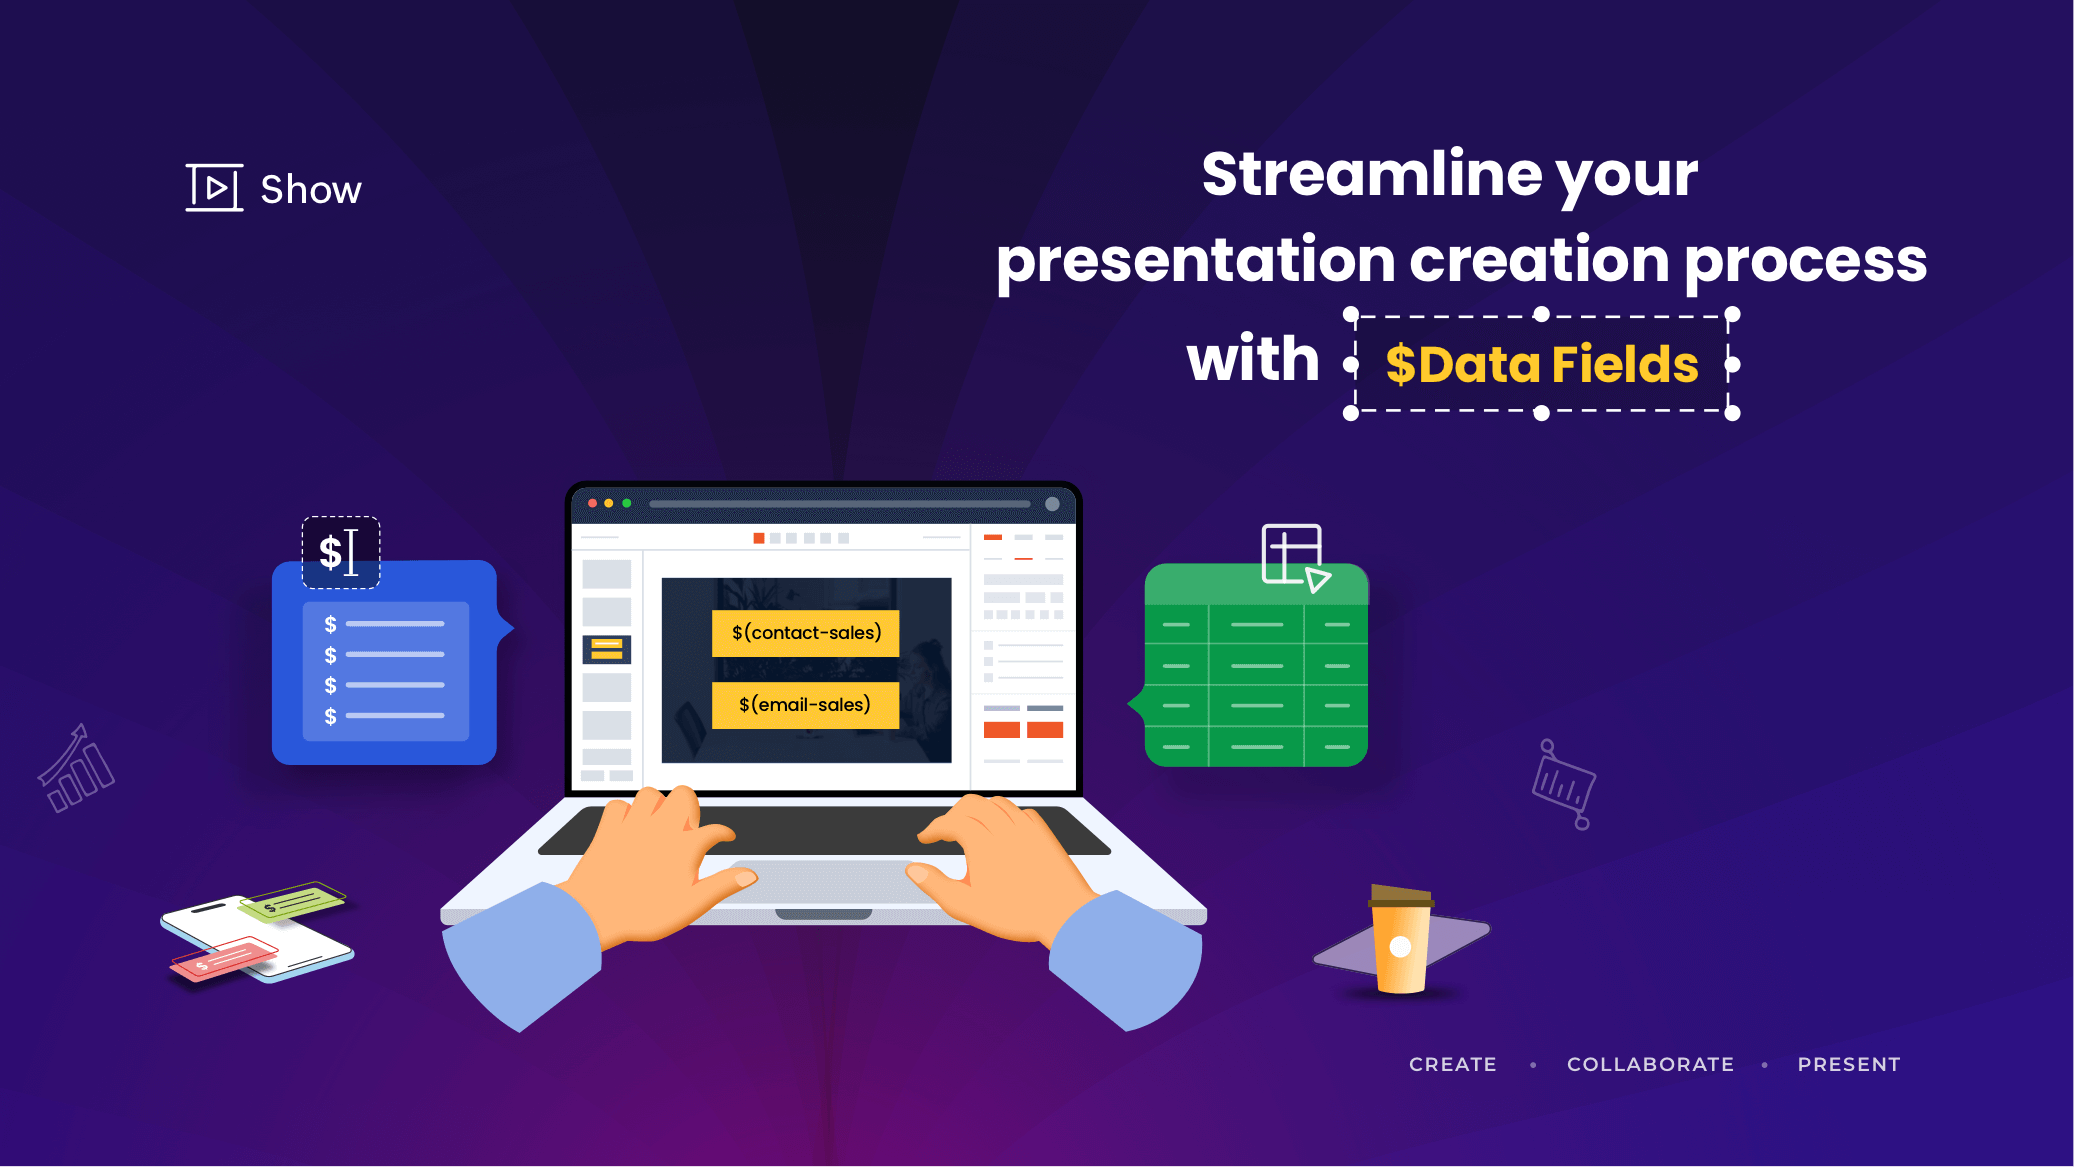 Show
Streamline your
presentation creation process
with $Data Fields
$
$
$
$
$
$(contact-sales)
$(email-sales)
$
$
CREATE • COLLABORATE • PRESENT